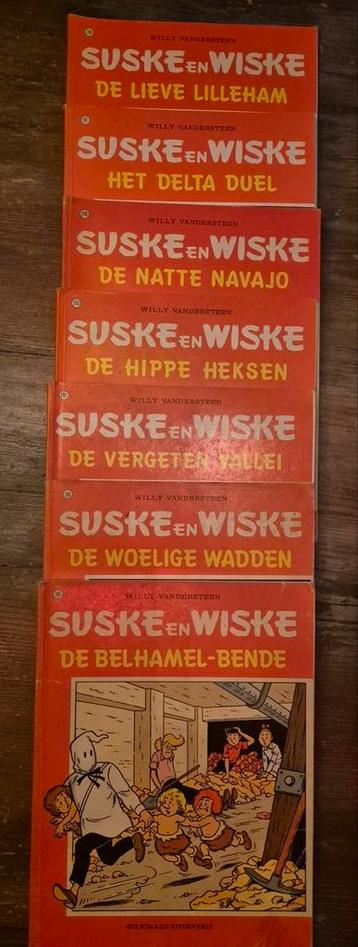 WILLY VANDERSTEEN
SUSKE EN WISKE
DE LIEVE LILLEHAM
WILLY VANDERSTEEN
SUSKE EN WISKE
HET DELTA DUEL
WILLY VANDERSTEEN
SUSKE EN WISKE
DE NATTE NAVAJO
WILLY VANDERSTEEN
SUSKE EN WISKE
DE HIPPE HEKSEN
WILLY VANDERSTEEN
SUSKE EN WISKE
DE VERGETEN VALLEI
WILLY VANDERSTEEN
SUSKE EN WISKE
DE WOELIGE WADDEN
WILLY VANDERSTEEN
SUSKE EN WISKE
DE BELHAMEL-BENDE
STANDAARD UITGEVERIJ